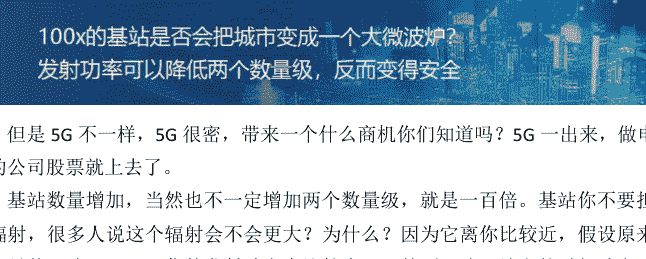 100x的基站是否会把城市变成一个大微波炉?
发射功率可以降低两个数量级，反而变得安全
但是 5G 不一样，5G 很密，带来一个什么商机你们知道吗？5G 一出来，做电
的公司股票就上去了。
基站数量增加，当然也不一定增加两个数量级，就是一百倍。基站你不要担
辐射，很多人说这个辐射会不会更大？为什么？因为它离你比较近，假设原来